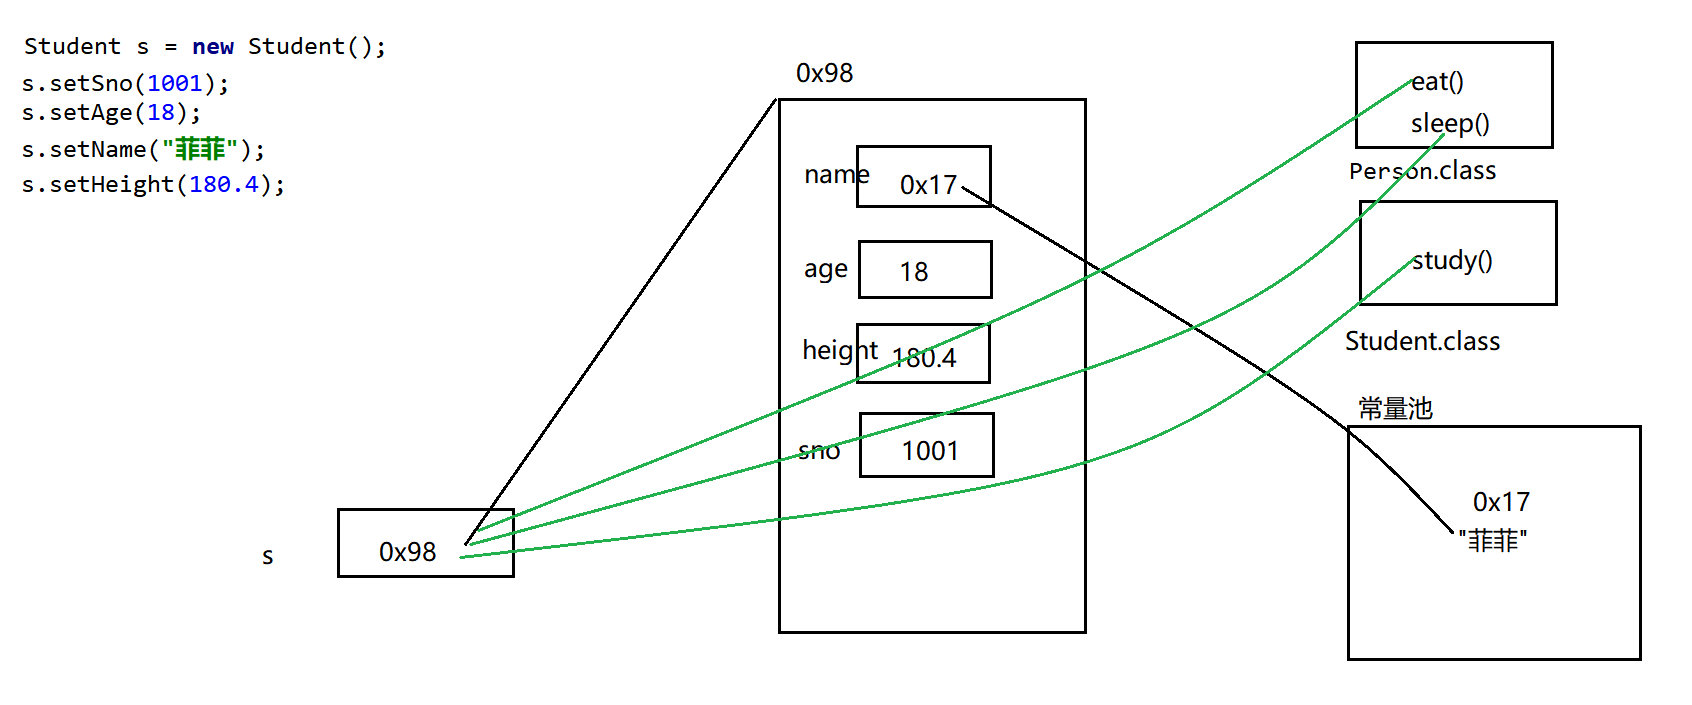 Student s = new Student();
s.setSno(1001);
s.setAge(18);
s.setName("菲菲");
s.setHeight(180.4);
s
0x98
0x98
name
0x17
age
18
height
180.4
sno
1001
eat()
sleep()
Person.class
study()
Student.class
常量池
0x17
"菲菲"